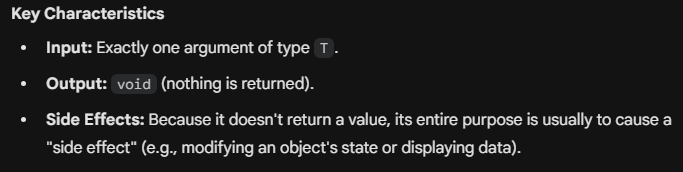 Key Characteristics
• Input: Exactly one argument of type T.
• Output: void (nothing is returned).
• Side Effects: Because it doesn't return a value, its entire purpose is usually to cause a
"side effect" (e.g., modifying an object's state or displaying data).